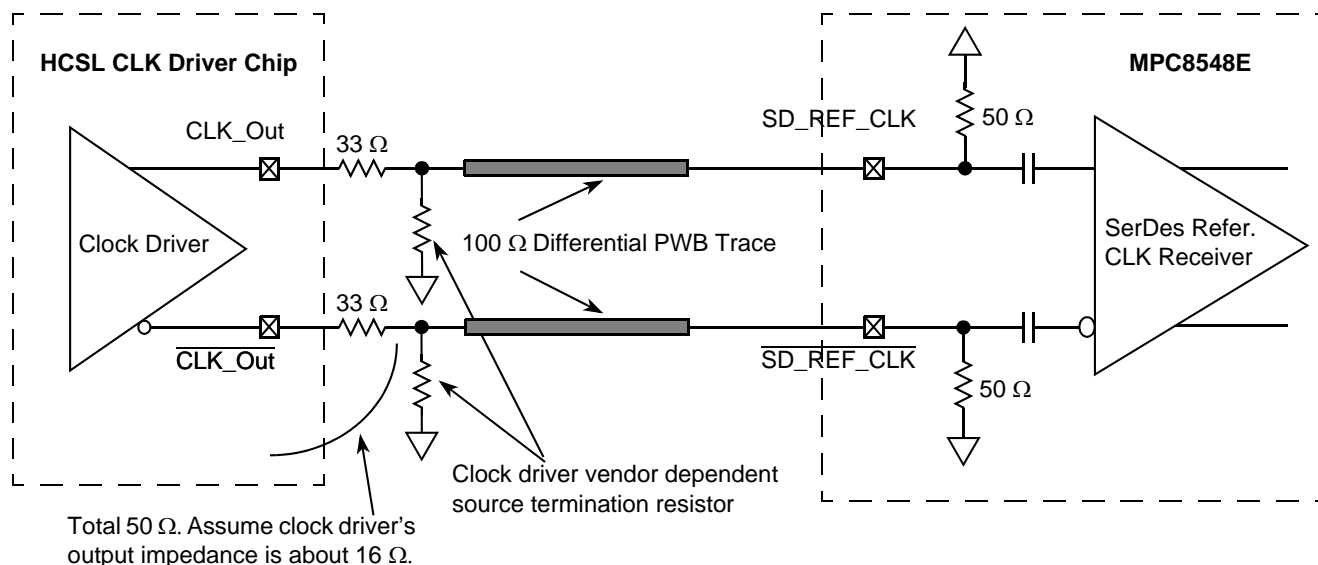 HCSL CLK Driver Chip
MPC8548E
CLK_Out
33 Ω
SD_REF_CLK
50 Ω
Clock Driver
100 Ω Differential PWB Trace
SerDes Refer.
CLK Receiver
33 Ω
CLK_Out
SD_REF_CLK
50 Ω
Clock driver vendor dependent
source termination resistor
Total 50 Ω. Assume clock driver's
output impedance is about 16 Ω.